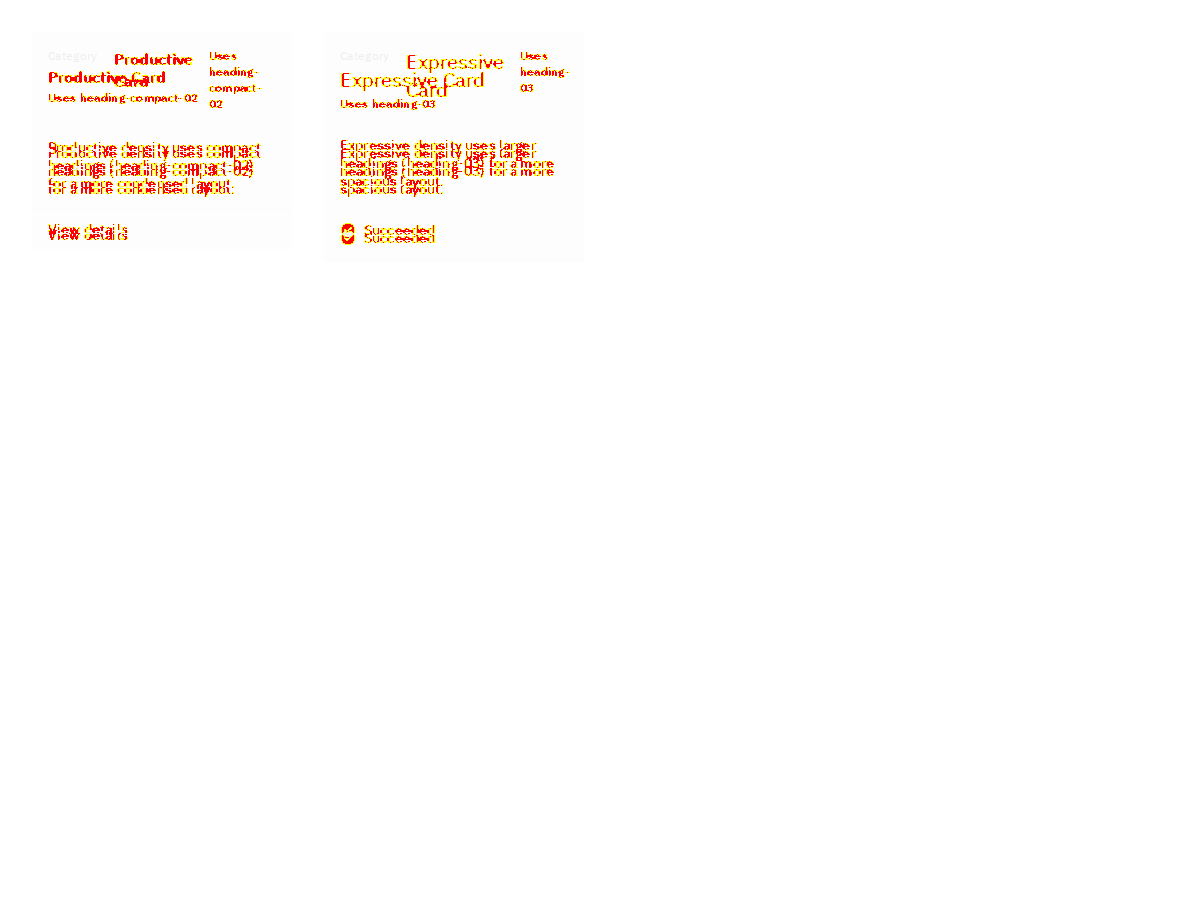 Category
Productive
Card
Uses
heading-
compact-
02
Productive Card
Uses heading-compact-02
Productive density uses compact
headings (heading-compact-02)
for a more condensed layout.
View details
Category
Expressive
Card
Uses
heading-
03
Expressive Card
Uses heading-03
Expressive density uses larger
headings (heading-03) for a more
spacious layout.
Succeeded